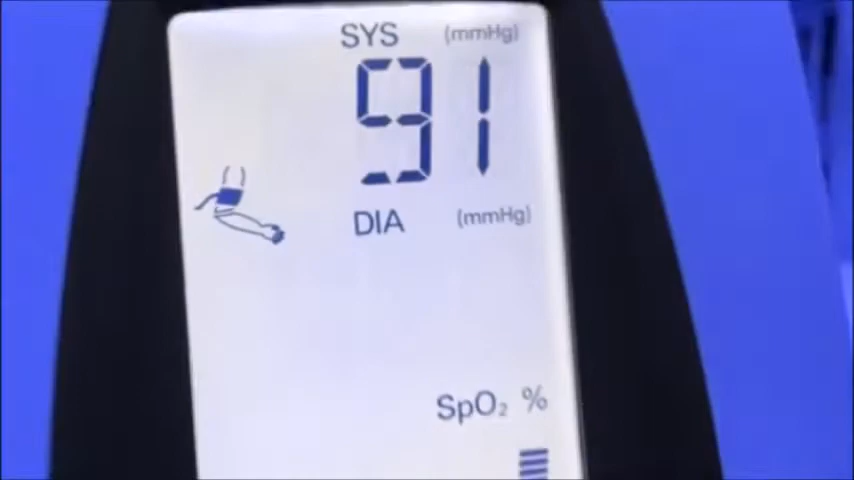 SYS (mmHg)
91
DIA (mmHg)
SpO₂ %